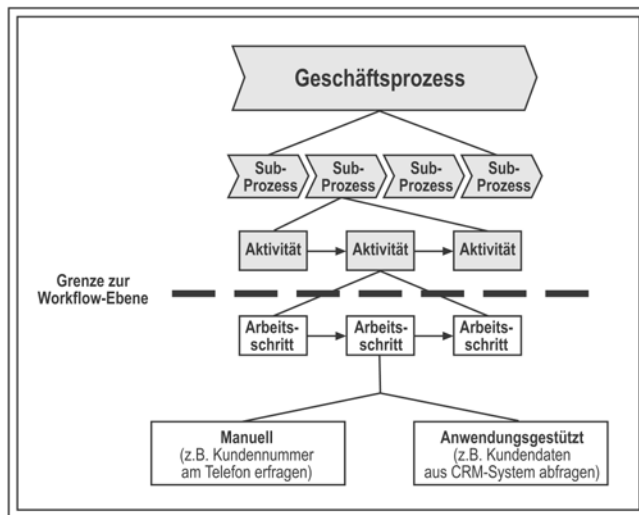 Geschäftsprozess
Sub-
Prozess
Sub-
Prozess
Sub-
Prozess
Sub-
Prozess
Aktivität
Aktivität
Aktivität
Grenze zur
Workflow-Ebene
Arbeits-
schritt
Arbeits-
schritt
Arbeits-
schritt
Manuell
(z.B. Kundennummer
am Telefon erfragen)
Anwendungsgestützt
(z.B. Kundendaten
aus CRM-System abfragen)